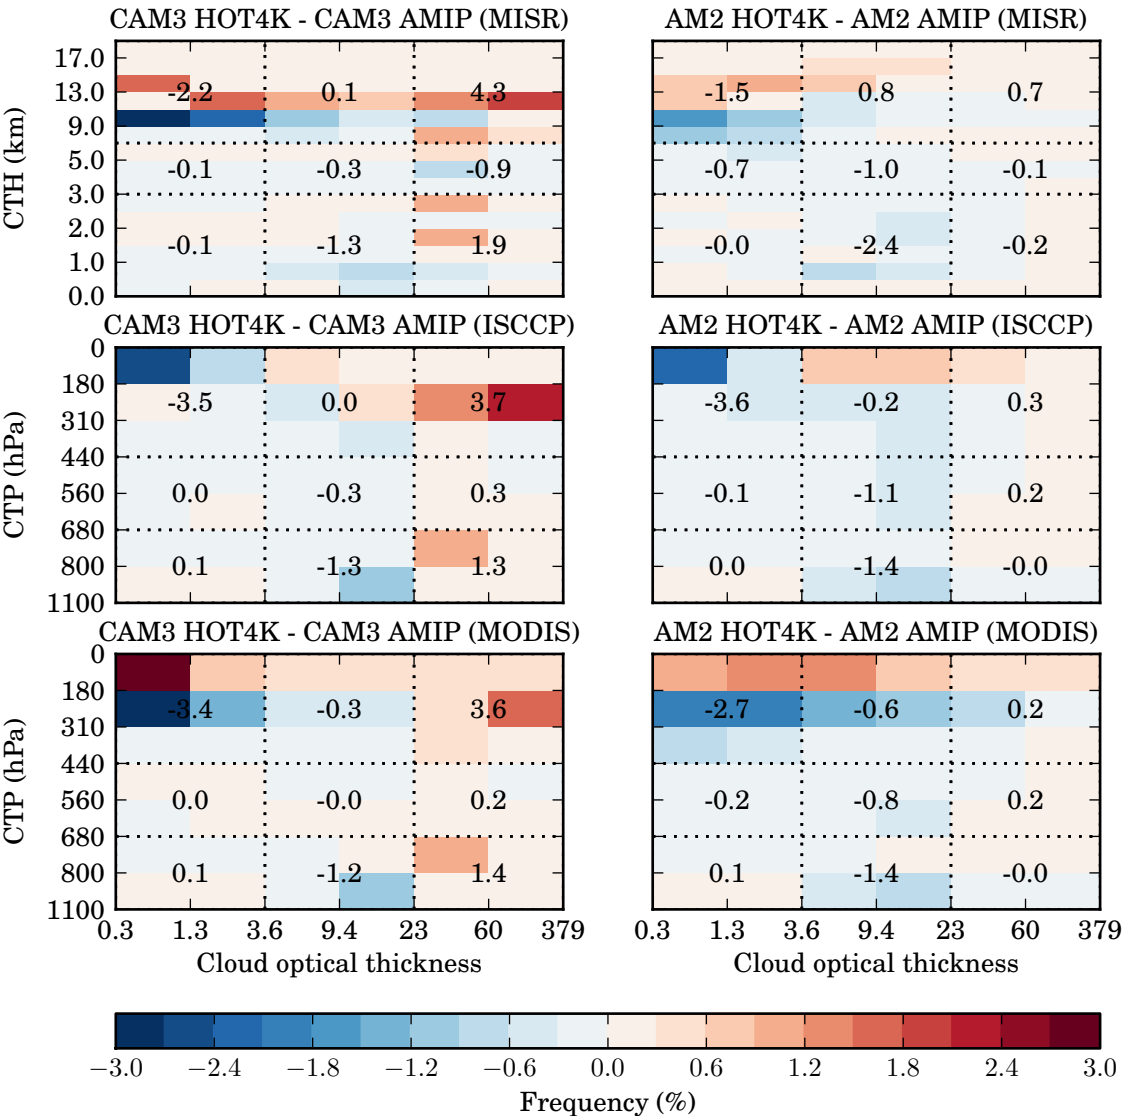 CAM3 HOT4K - CAM3 AMIP (MISR)
AM2 HOT4K - AM2 AMIP (MISR)
CTH (km)
17.0
13.0
9.0
5.0
3.0
2.0
1.0
0.0
-2.2 0.1 4.3
-0.1 -0.3 -0.9
-0.1 -1.3 1.9
-1.5 0.8 0.7
-0.7 -1.0 -0.1
-0.0 -2.4 -0.2
CAM3 HOT4K - CAM3 AMIP (ISCCP)
AM2 HOT4K - AM2 AMIP (ISCCP)
CTP (hPa)
0
180
310
440
560
680
800
1100
-3.5 0.0 3.7
0.0 -0.3 0.3
0.1 -1.3 1.3
-3.6 -0.2 0.3
-0.1 -1.1 0.2
0.0 -1.4 -0.0
CAM3 HOT4K - CAM3 AMIP (MODIS)
AM2 HOT4K - AM2 AMIP (MODIS)
CTP (hPa)
0
180
310
440
560
680
800
1100
-3.4 -0.3 3.6
0.0 -0.0 0.2
0.1 -1.2 1.4
-2.7 -0.6 0.2
-0.2 -0.8 0.2
0.1 -1.4 -0.0
0.3 1.3 3.6 9.4 23 60 379
0.3 1.3 3.6 9.4 23 60 379
Cloud optical thickness
Cloud optical thickness
−3.0 −2.4 −1.8 −1.2 −0.6 0.0 0.6 1.2 1.8 2.4 3.0
Frequency (%)